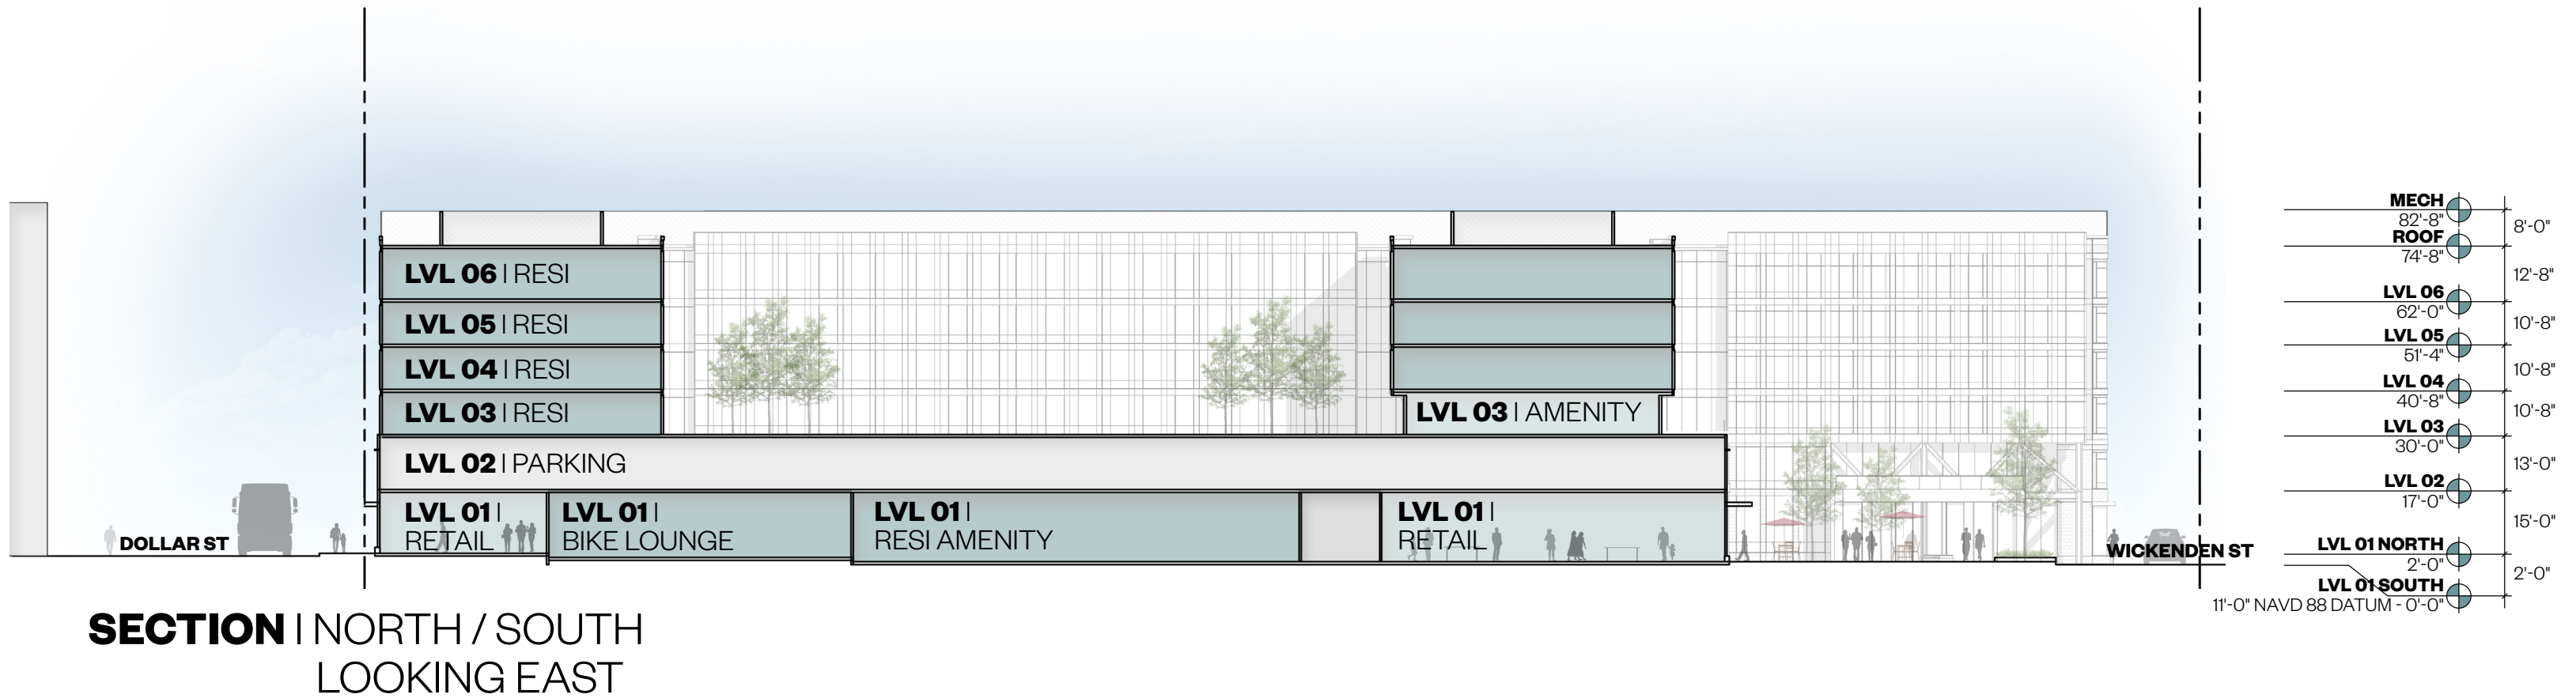 MECH
82'-8"
8'-0"
ROOF
74'-8"
12'-8"
LVL 06 | RESI
LVL 06
62'-0"
10'-8"
LVL 05 | RESI
LVL 05
51'-4"
10'-8"
LVL 04 | RESI
LVL 04
40'-8"
10'-8"
LVL 03 | RESI
LVL 03 | AMENITY
LVL 03
30'-0"
13'-0"
LVL 02 | PARKING
LVL 02
17'-0"
15'-0"
LVL 01 |
RETAIL
LVL 01 |
BIKE LOUNGE
LVL 01 |
RESI AMENITY
LVL 01 |
RETAIL
DOLLAR ST
WICKENDEN ST
LVL 01 NORTH
2'-0"
2'-0"
LVL 01 SOUTH
11'-0" NAVD 88 DATUM - 0'-0"
SECTION | NORTH / SOUTH
LOOKING EAST